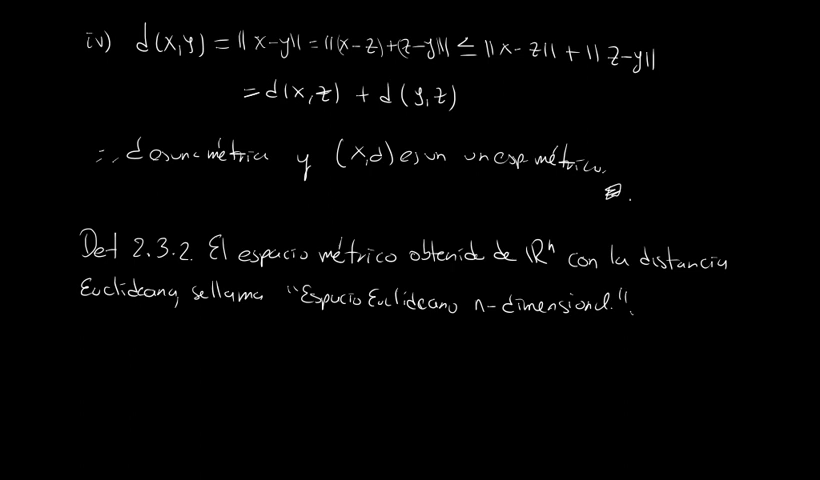 iv) d(x,y) = ||x-y|| = ||(x-z)+(z-y)|| ≤ ||x-z|| + ||z-y||
= d(x,z) + d(y,z)
∴ d es una métrica y (X,d) es un un esp. métrico.
Def 2.3.2. El espacio métrico obtenido de ℝⁿ con la distancia
Euclideana, se llama "Espacio Euclideano n-dimensional".